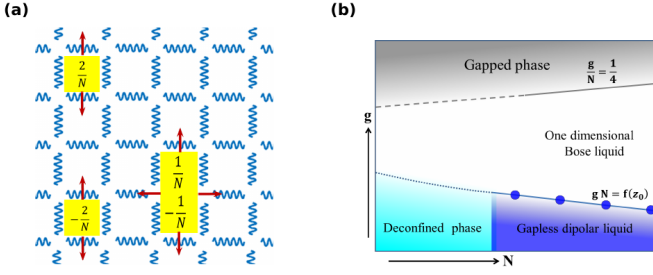 (a)
2/N
-2/N
1/N
-1/N
(b)
Gapped phase
g/N = 1/4
g
One dimensional
Bose liquid
g N = f(z₀)
Deconfined phase
Gapless dipolar liquid
N